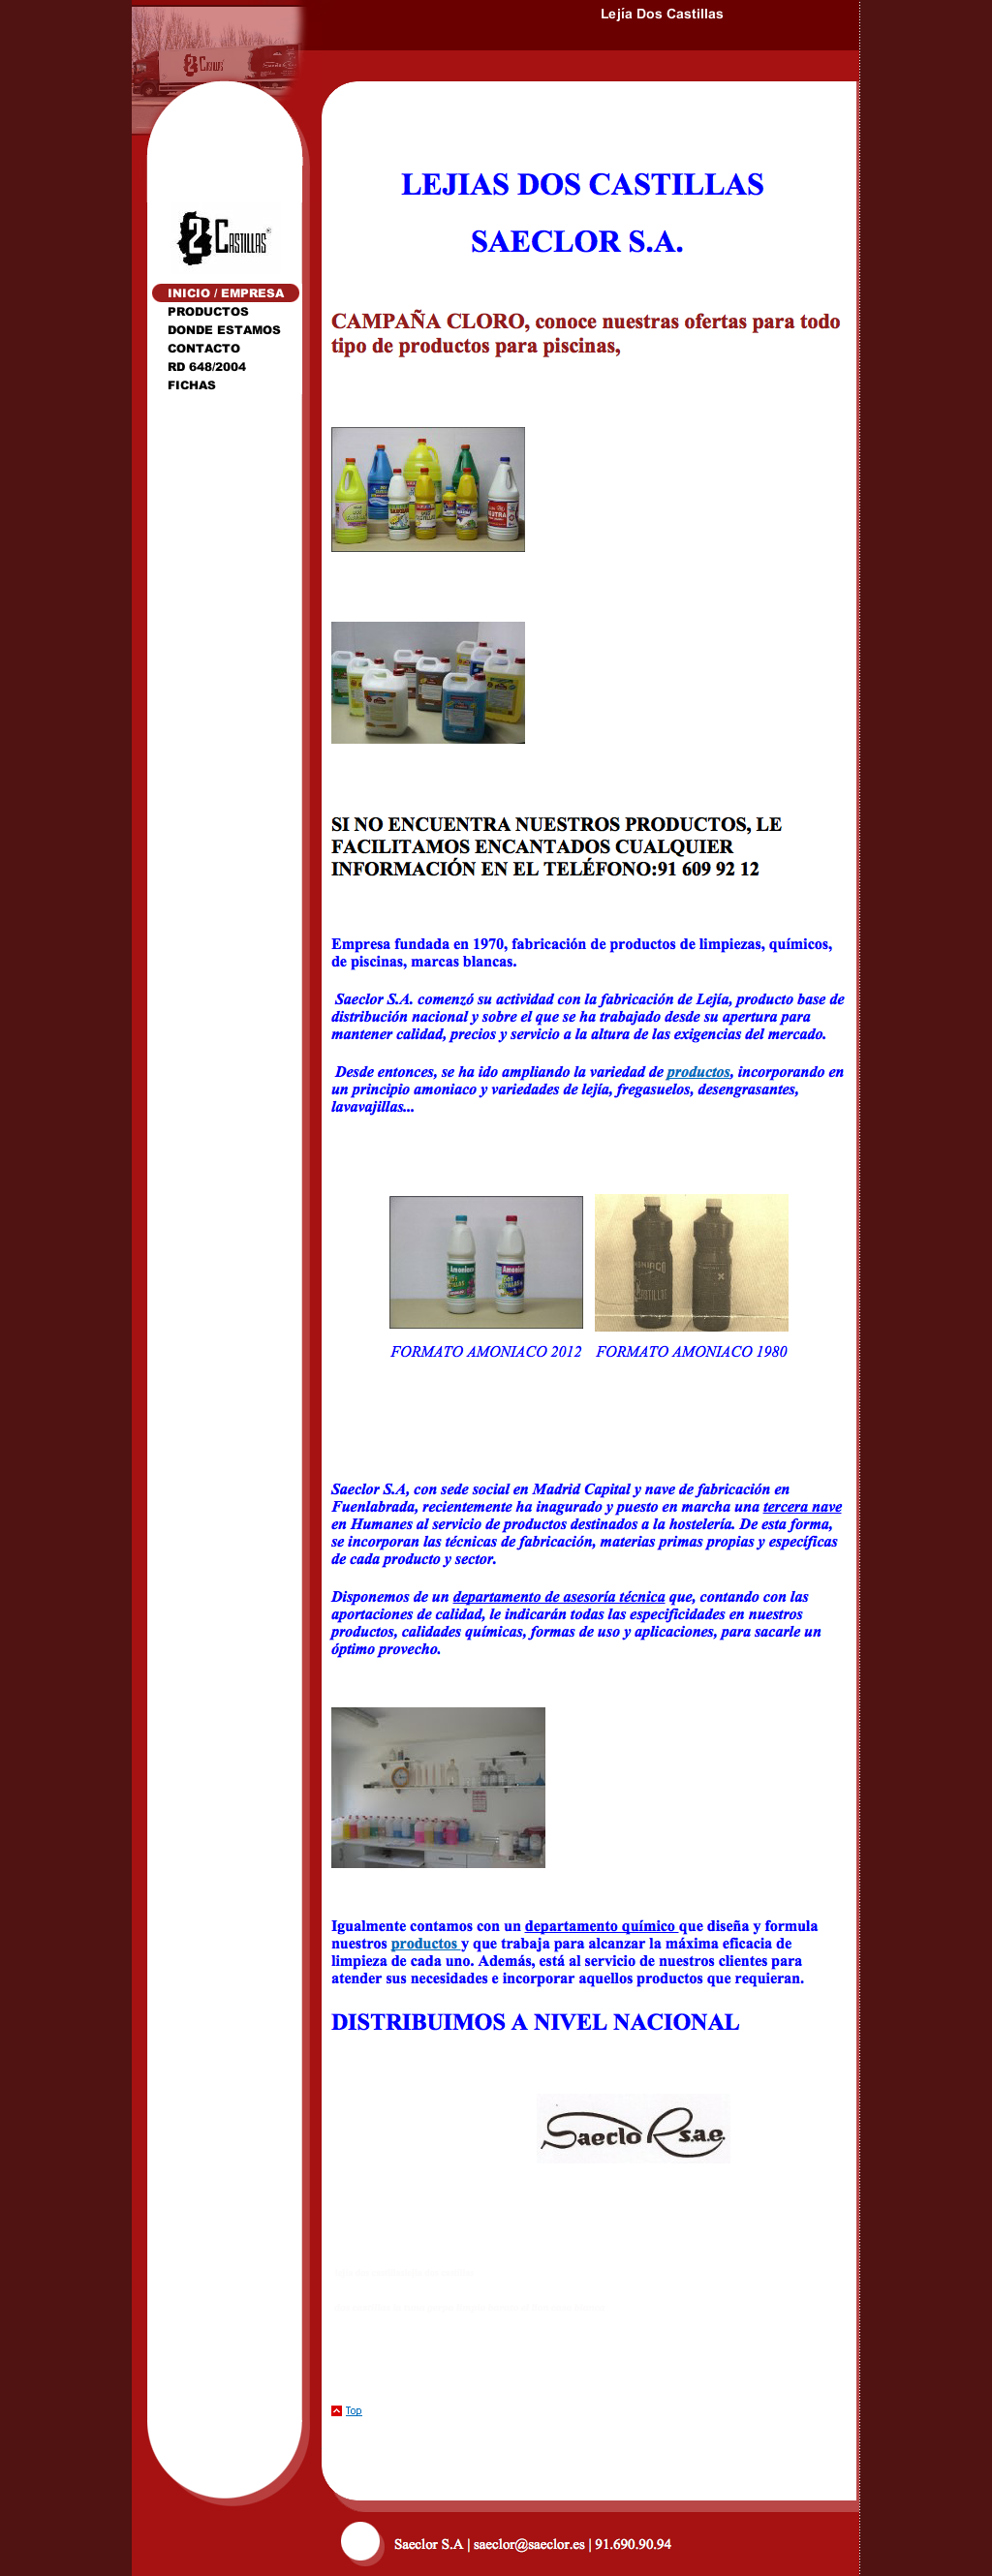 Lejía Dos Castillas
2 CASTILLAS
2 CASTILLAS®
INICIO / EMPRESA
PRODUCTOS
DONDE ESTAMOS
CONTACTO
RD 648/2004
FICHAS
LEJIAS DOS CASTILLAS
SAECLOR S.A.
CAMPAÑA CLORO, conoce nuestras ofertas para todo
tipo de productos para piscinas,
SI NO ENCUENTRA NUESTROS PRODUCTOS, LE
FACILITAMOS ENCANTADOS CUALQUIER
INFORMACIÓN EN EL TELÉFONO:91 609 92 12
Empresa fundada en 1970, fabricación de productos de limpiezas, químicos,
de piscinas, marcas blancas.
Saeclor S.A. comenzó su actividad con la fabricación de Lejía, producto base de
distribución nacional y sobre el que se ha trabajado desde su apertura para
mantener calidad, precios y servicio a la altura de las exigencias del mercado.
Desde entonces, se ha ido ampliando la variedad de productos, incorporando en
un principio amoniaco y variedades de lejía, fregasuelos, desengrasantes,
lavavajillas...
Amoniaco Amoniaco
FORMATO AMONIACO 2012 FORMATO AMONIACO 1980
Saeclor S.A, con sede social en Madrid Capital y nave de fabricación en
Fuenlabrada, recientemente ha inagurado y puesto en marcha una tercera nave
en Humanes al servicio de productos destinados a la hostelería. De esta forma,
se incorporan las técnicas de fabricación, materias primas propias y específicas
de cada producto y sector.
Disponemos de un departamento de asesoría técnica que, contando con las
aportaciones de calidad, le indicarán todas las especificidades en nuestros
productos, calidades químicas, formas de uso y aplicaciones, para sacarle un
óptimo provecho.
Igualmente contamos con un departamento químico que diseña y formula
nuestros productos y que trabaja para alcanzar la máxima eficacia de
limpieza de cada uno. Además, está al servicio de nuestros clientes para
atender sus necesidades e incorporar aquellos productos que requieran.
DISTRIBUIMOS A NIVEL NACIONAL
SaecloR s.a.e.
Top
Saeclor S.A | saeclor@saeclor.es | 91.690.90.94